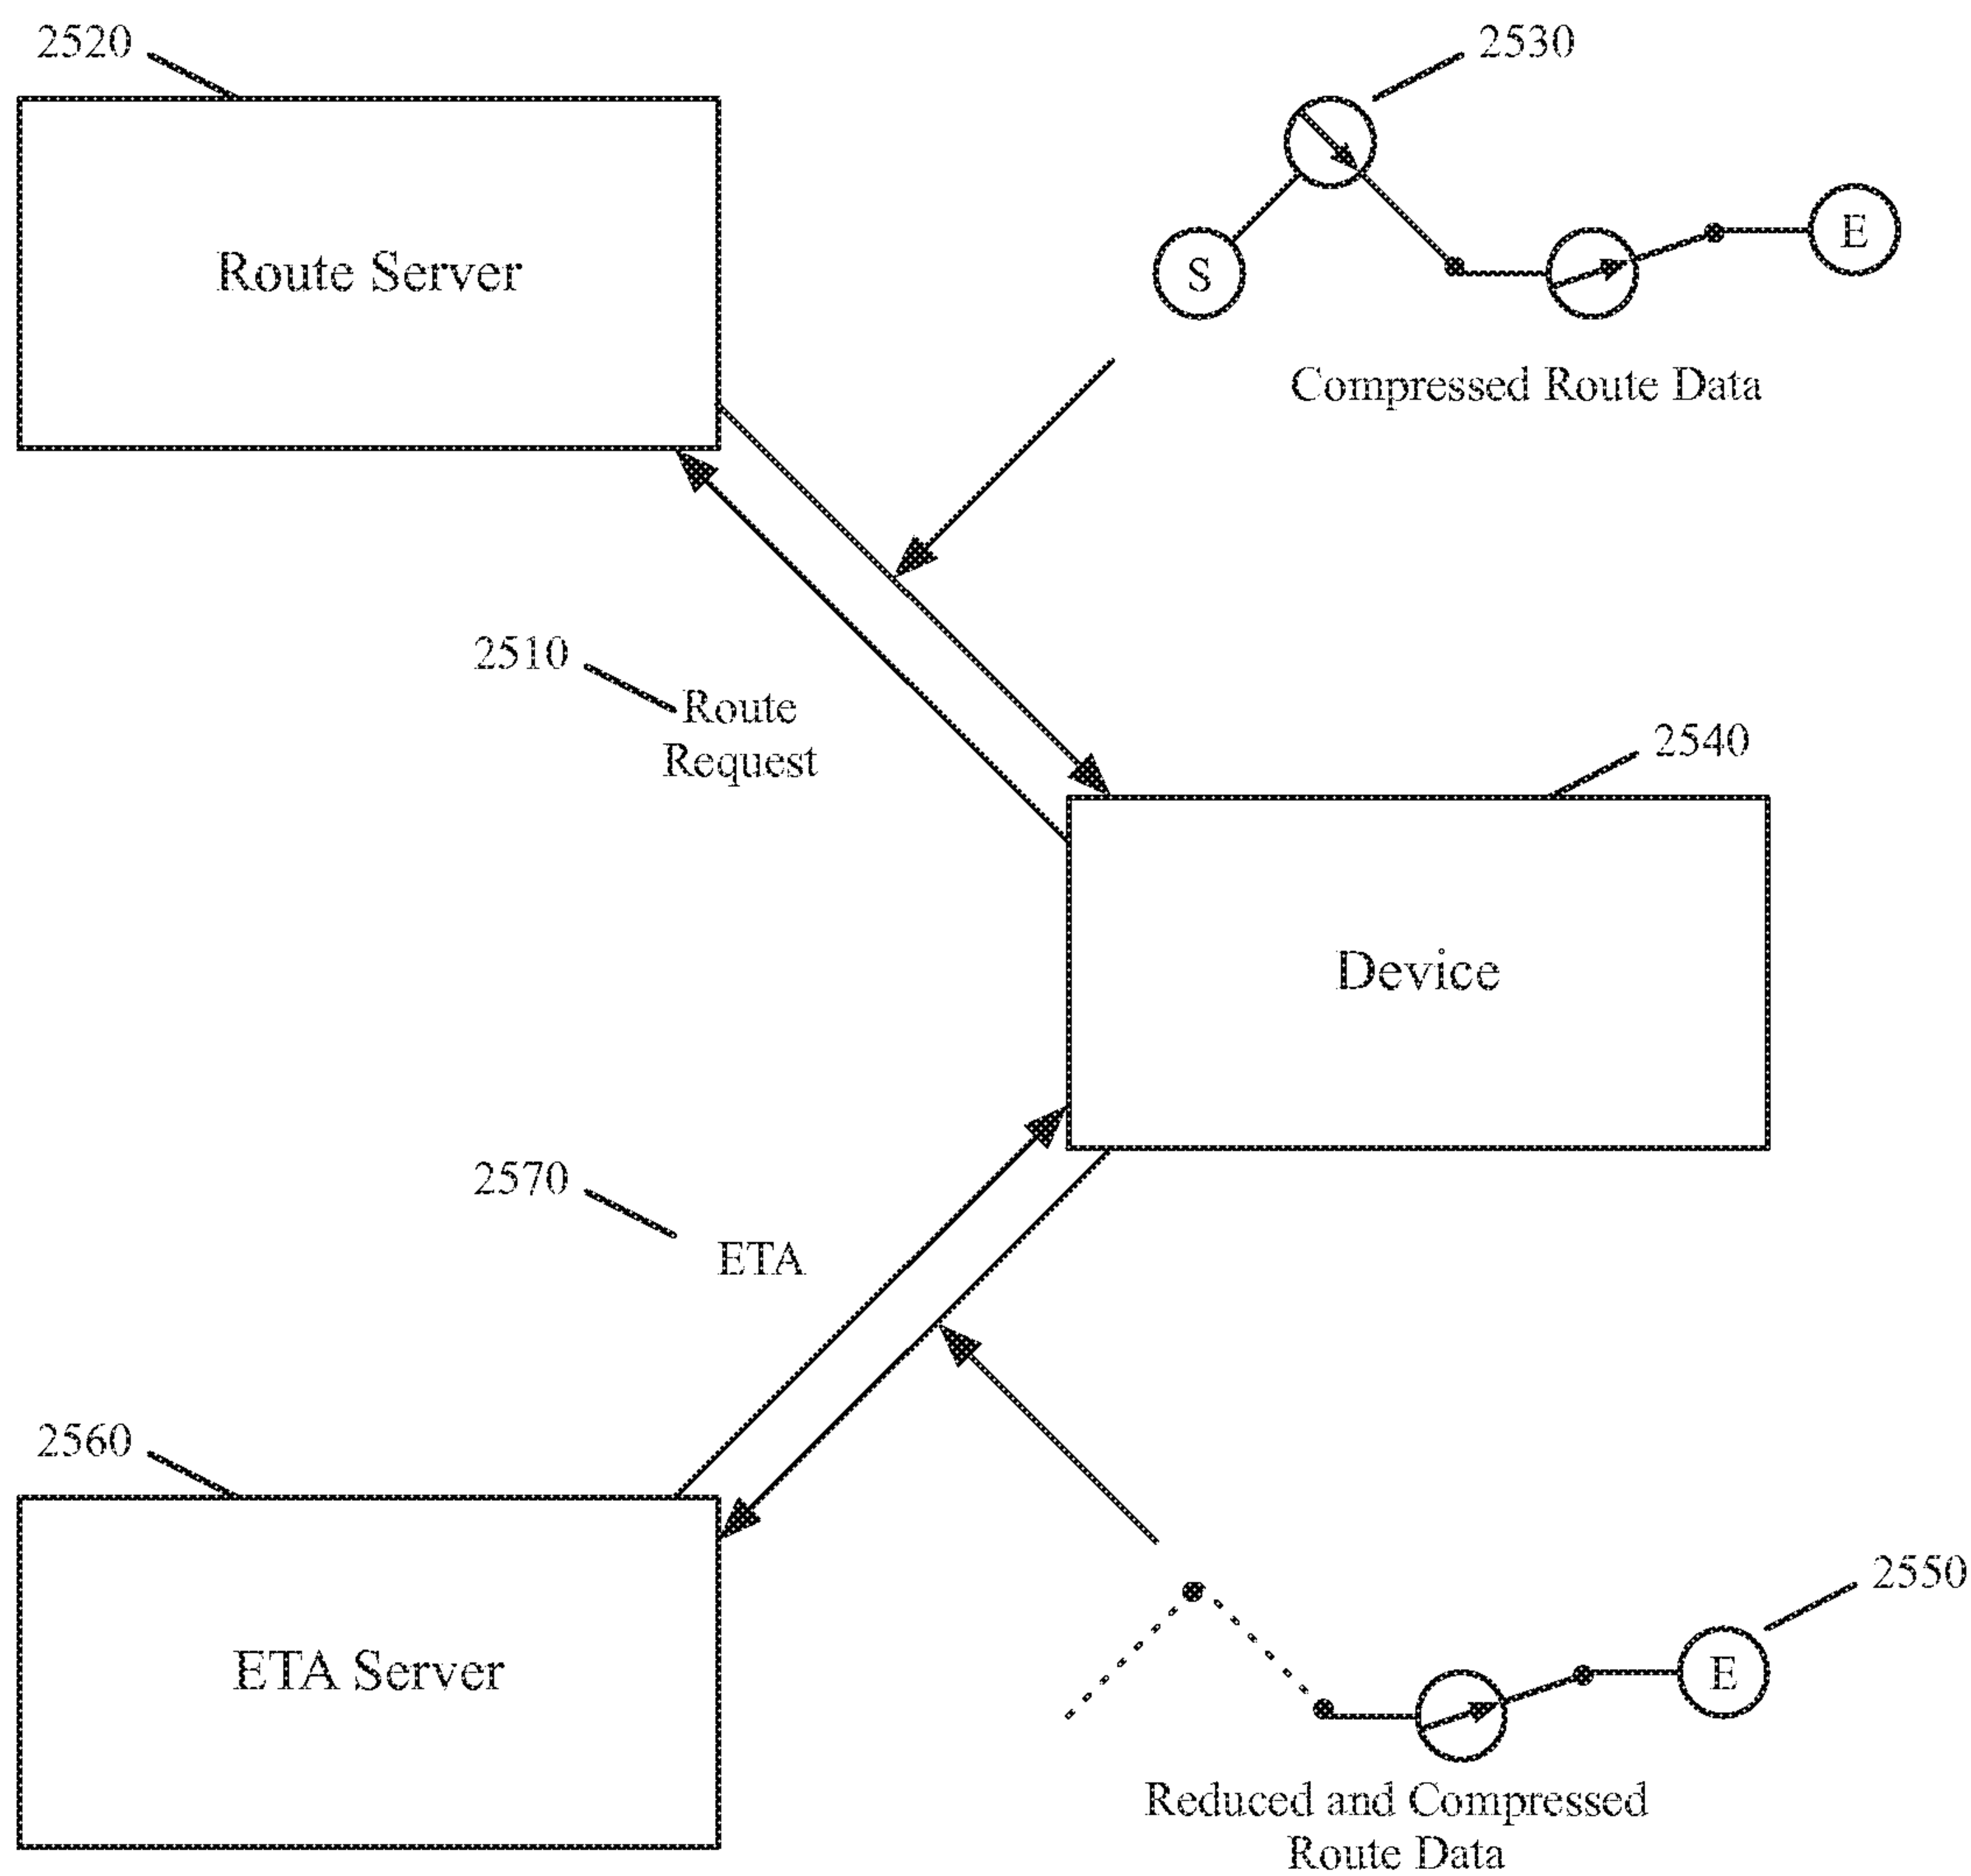 2520
2530
Route Server
S
E
Compressed Route Data
2510
Route
Request
2540
Device
2570
ETA
2560
2550
ETA Server
E
Reduced and Compressed
Route Data